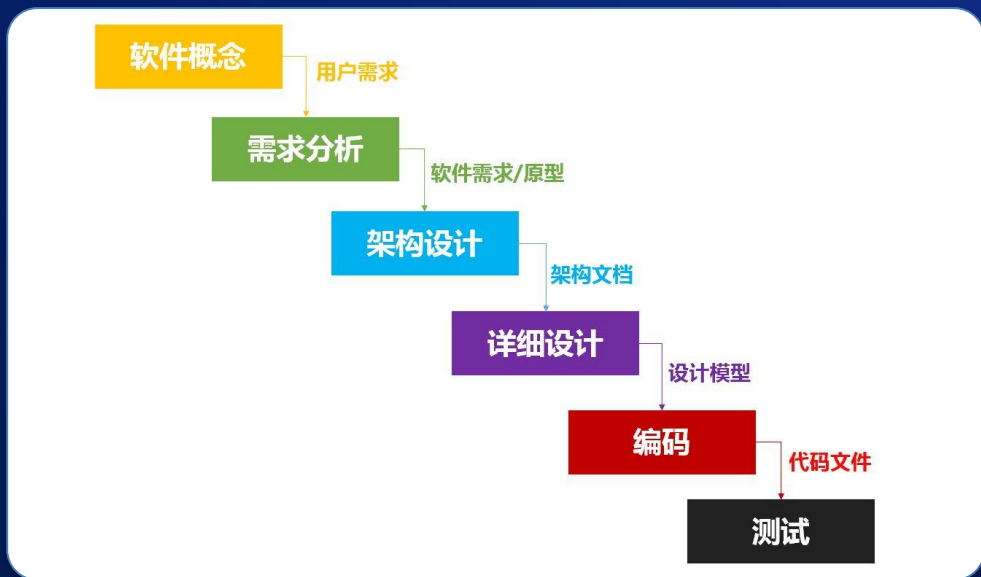 软件概念
用户需求
需求分析
软件需求/原型
架构设计
架构文档
详细设计
设计模型
编码
代码文件
测试